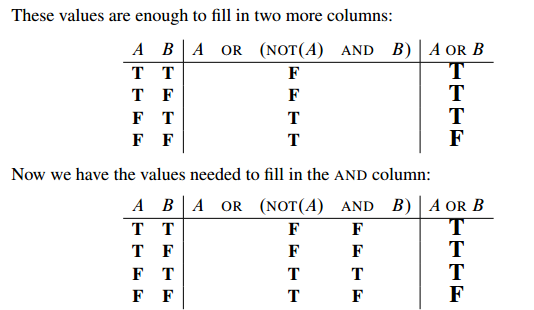 These values are enough to fill in two more columns:
A B A OR (NOT(A) AND B) A OR B
T T F T
T F F T
F T T T
F F T F
Now we have the values needed to fill in the AND column:
A B A OR (NOT(A) AND B) A OR B
T T F F T
T F F F T
F T T T T
F F T F F